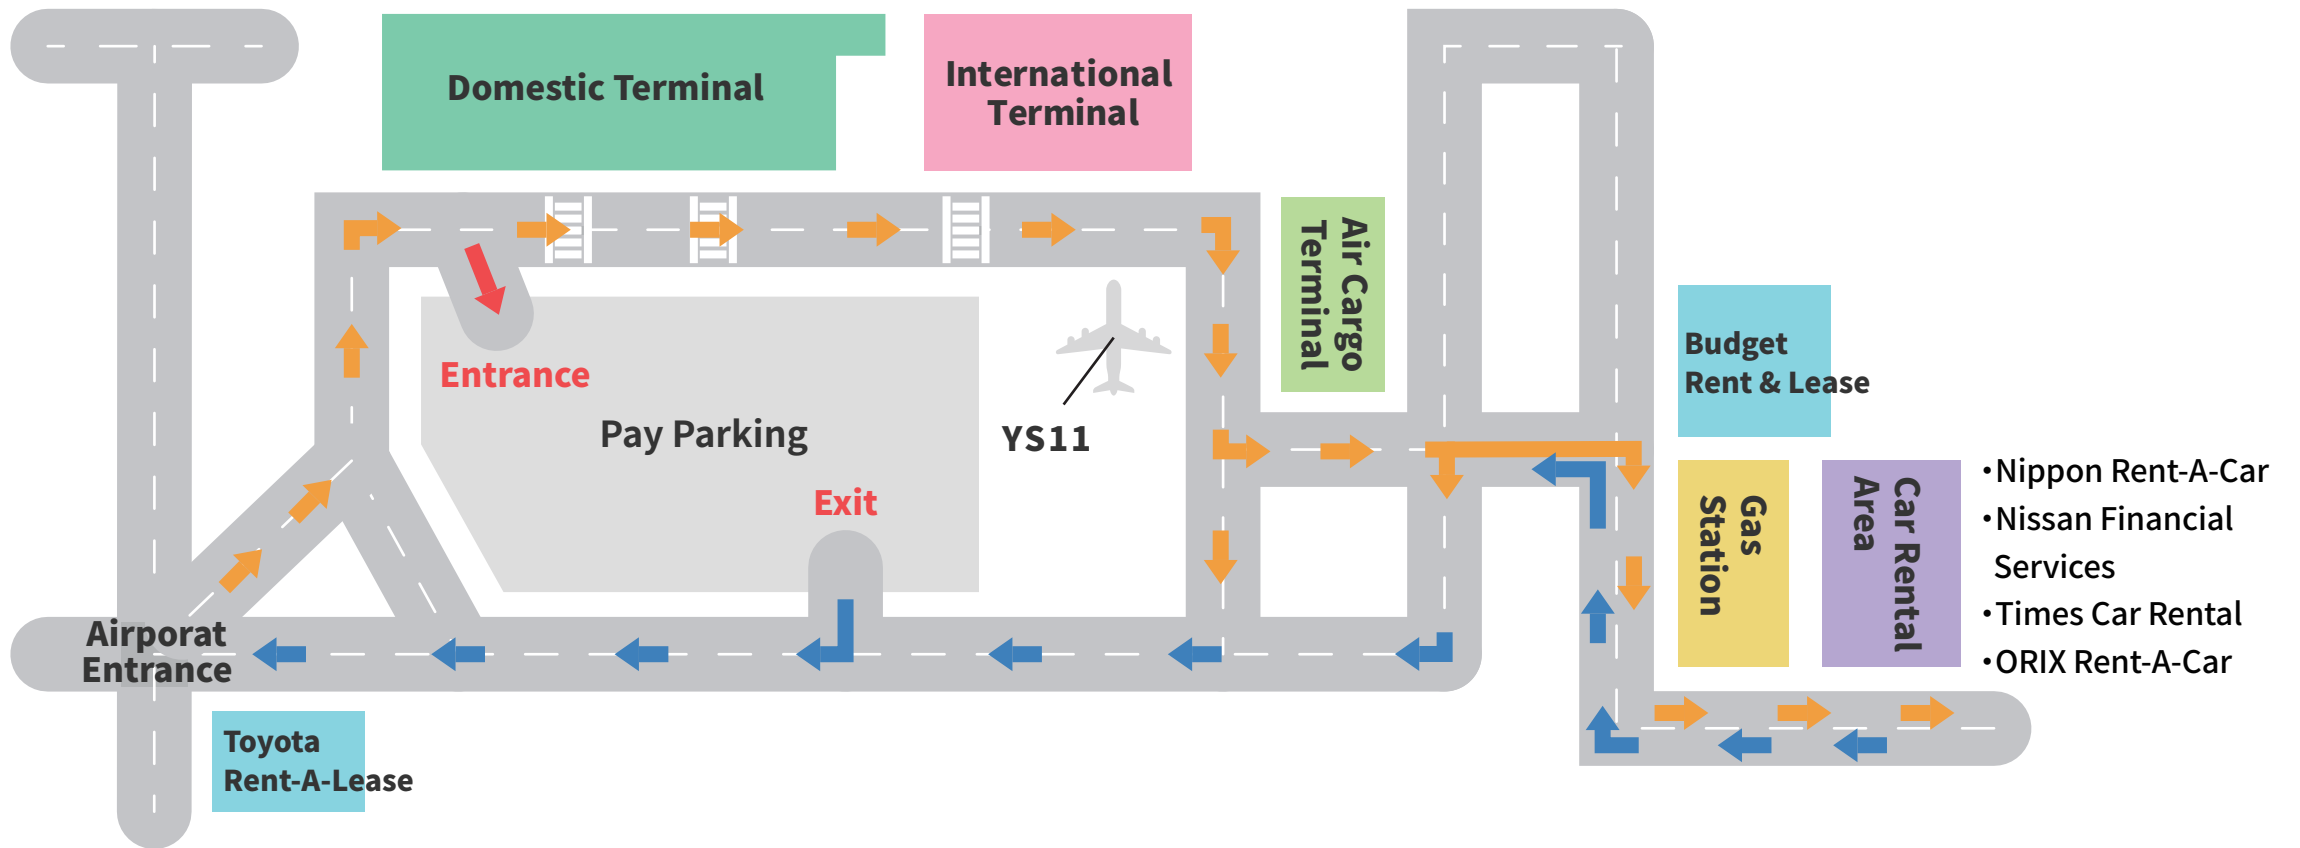 Domestic Terminal
International
Terminal
Air Cargo
Terminal
Entrance
Pay Parking
YS11
Exit
Budget
Rent & Lease
Gas
Station
Car Rental
Area
・Nippon Rent-A-Car
・Nissan Financial
Services
・Times Car Rental
・ORIX Rent-A-Car
Airporat
Entrance
Toyota
Rent-A-Lease